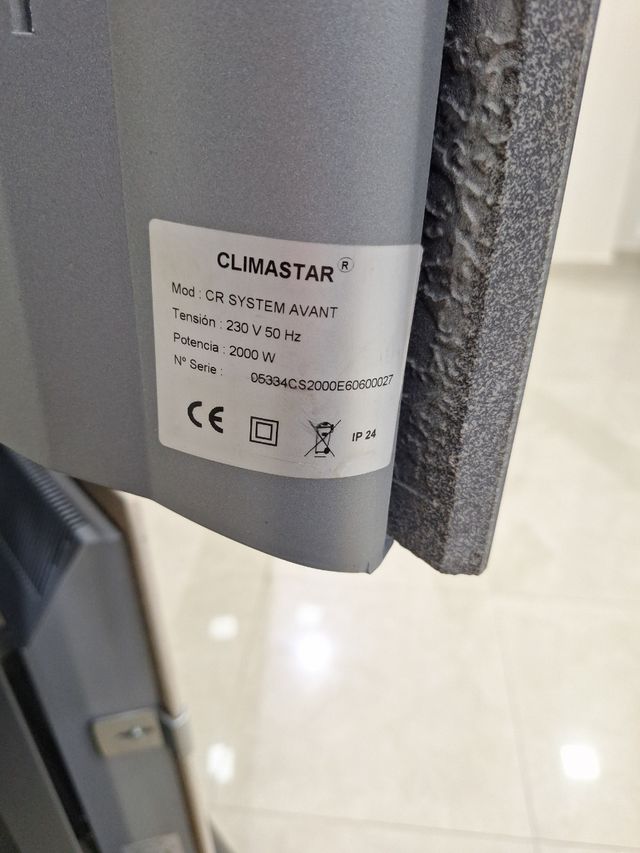 CLIMASTAR ®
Mod : CR SYSTEM AVANT
Tensión : 230 V 50 Hz
Potencia : 2000 W
Nº Serie : 05334CS2000E60600027
CE
IP 24